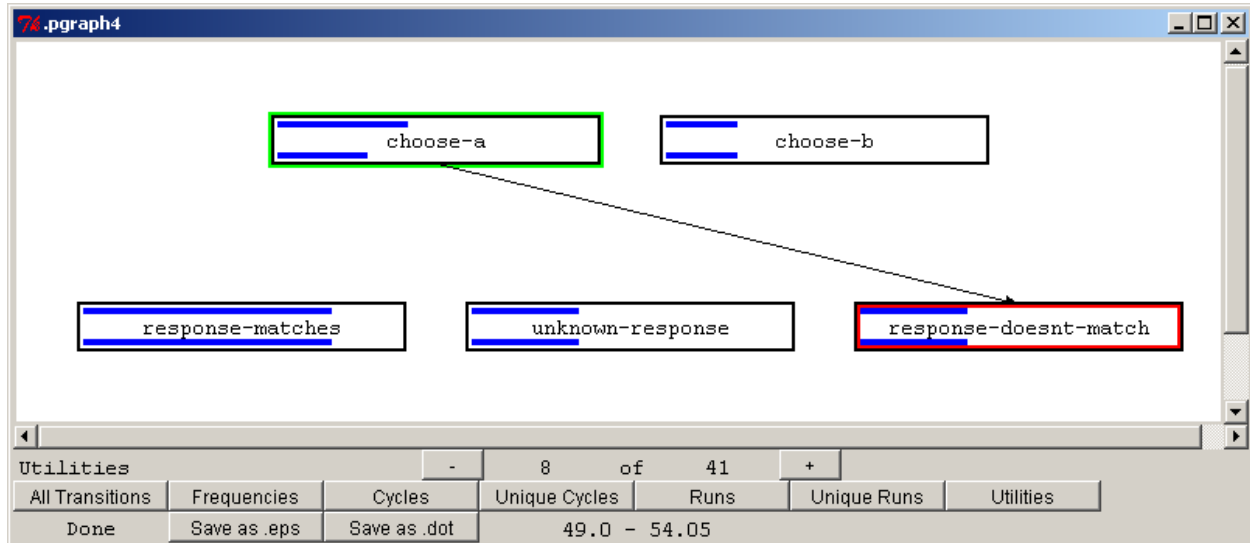 .pgraph4
choose-a choose-b
response-matches unknown-response response-doesnt-match
Utilities - 8 of 41 +
All Transitions Frequencies Cycles Unique Cycles Runs Unique Runs Utilities
Done Save as .eps Save as .dot 49.0 - 54.05